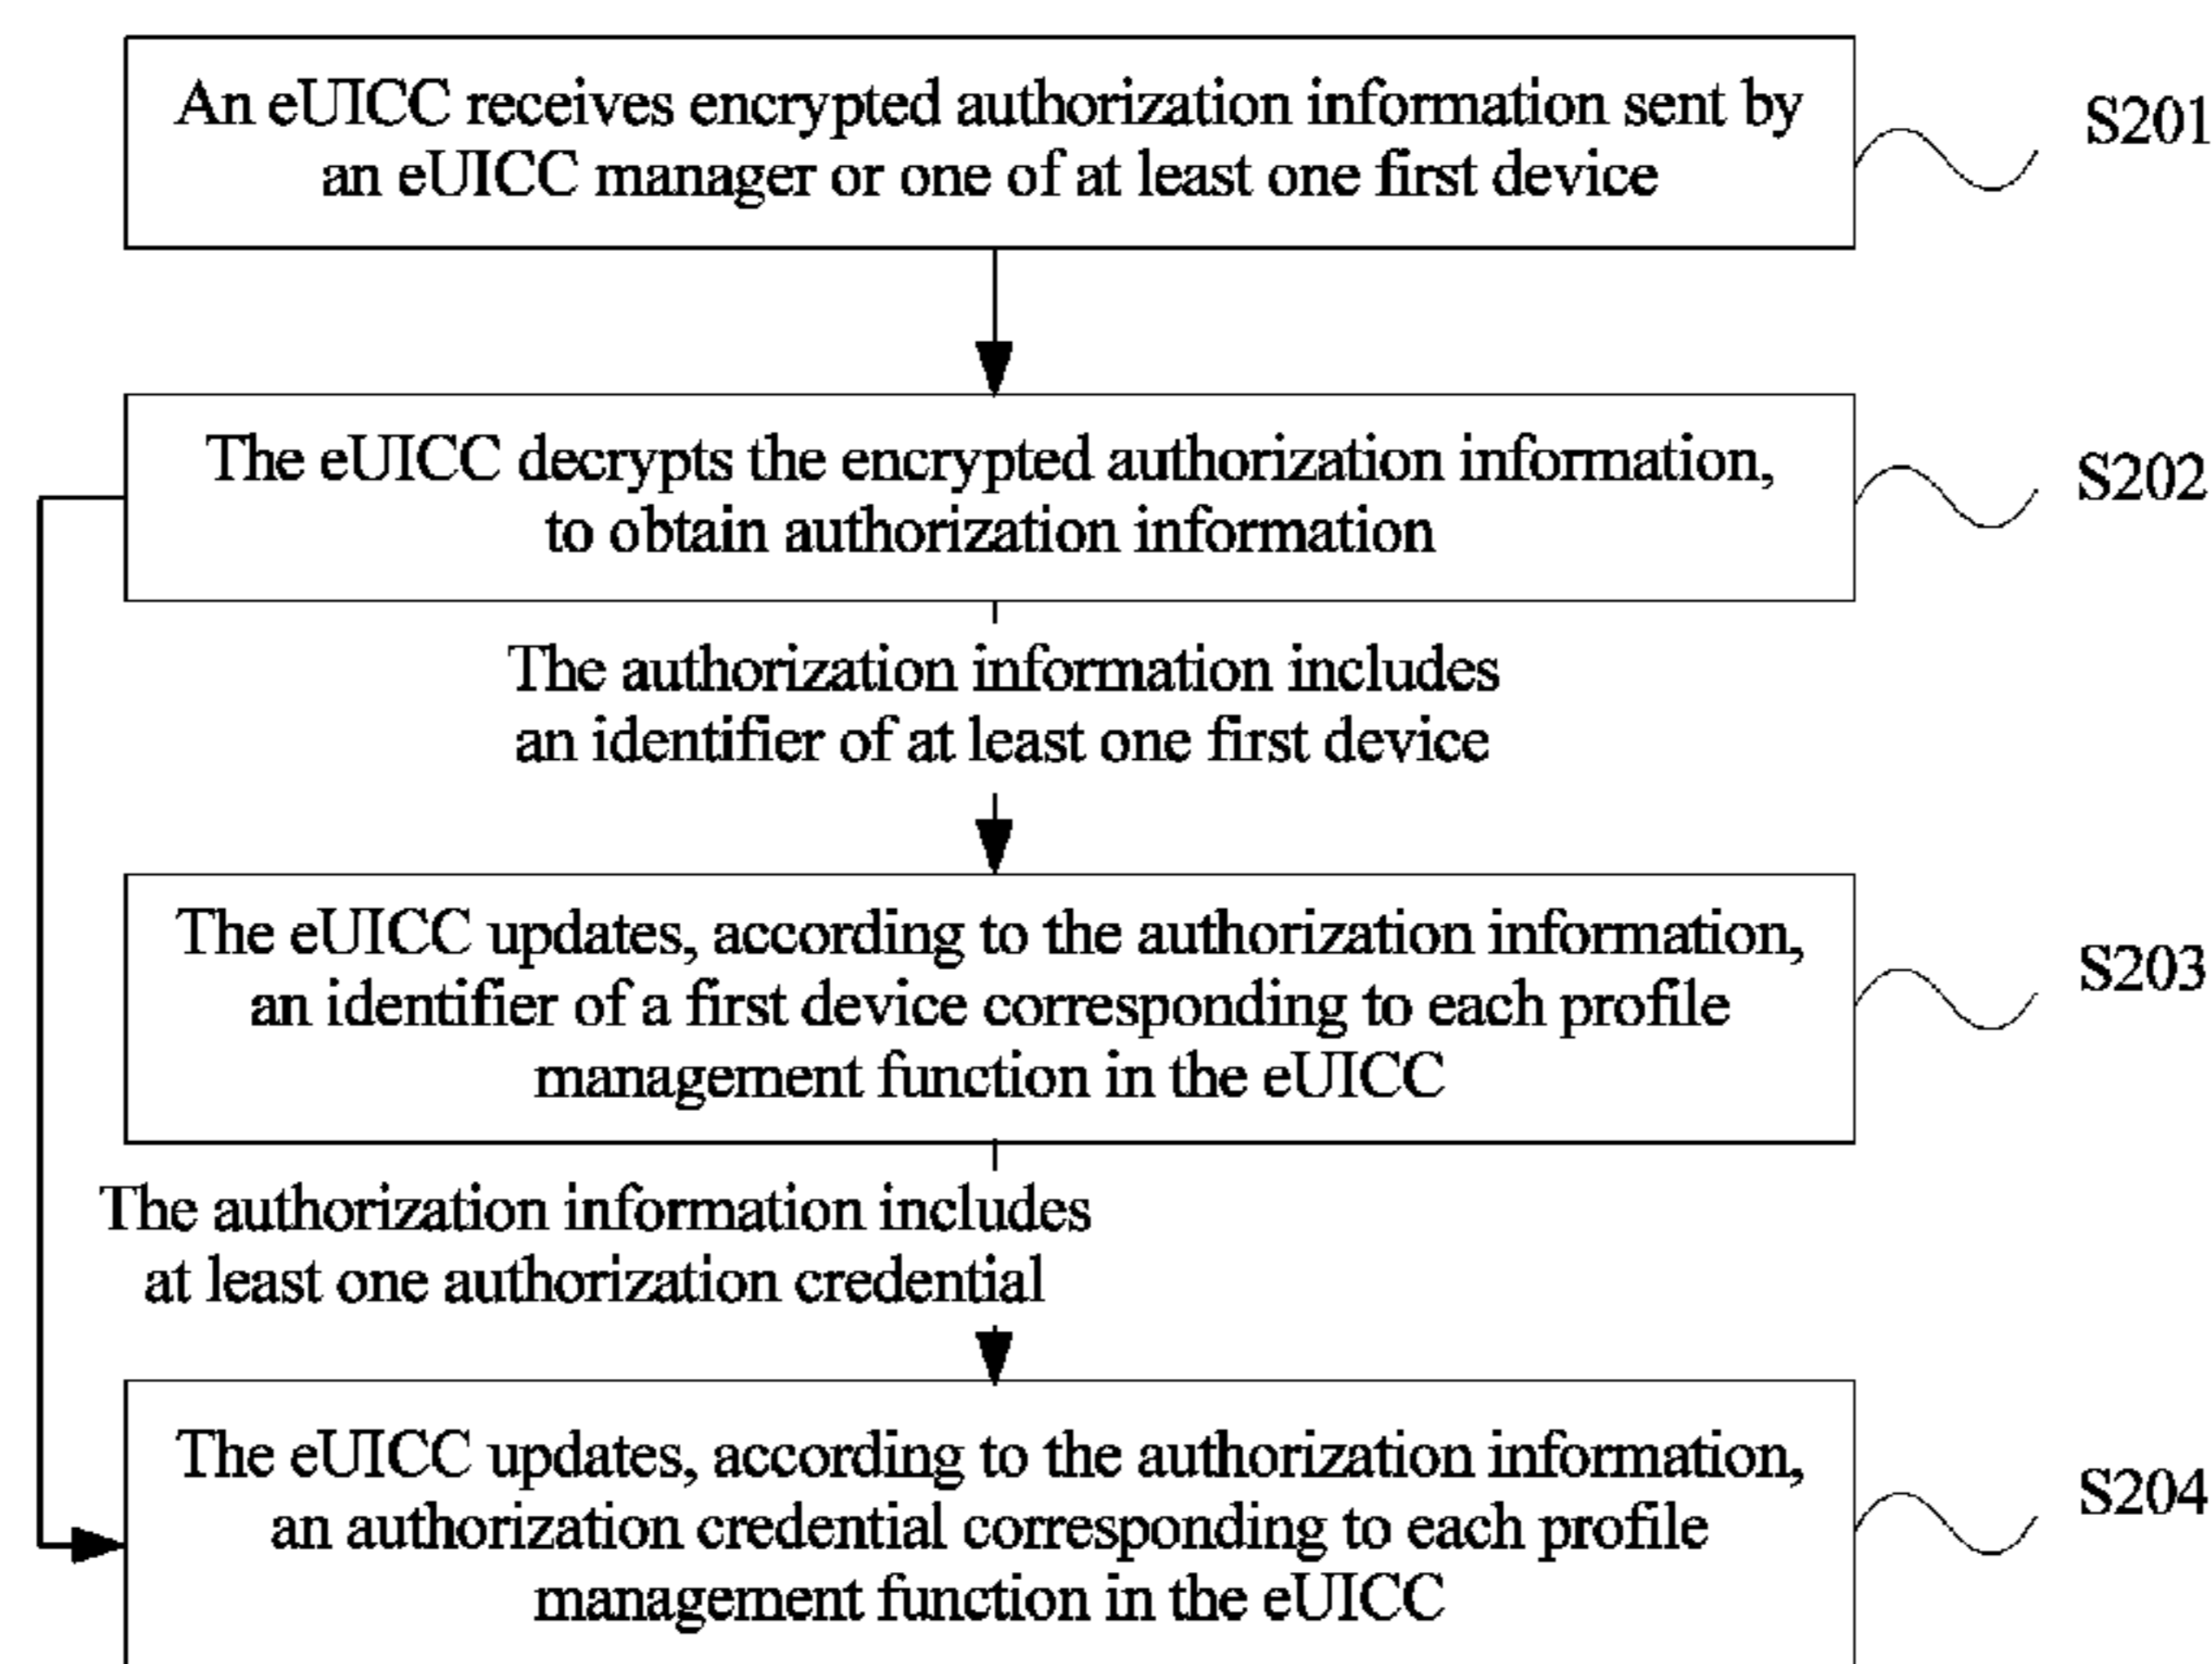 An eUICC receives encrypted authorization information sent by
an eUICC manager or one of at least one first device
S201
The eUICC decrypts the encrypted authorization information,
to obtain authorization information
S202
The authorization information includes
an identifier of at least one first device
The eUICC updates, according to the authorization information,
an identifier of a first device corresponding to each profile
management function in the eUICC
S203
The authorization information includes
at least one authorization credential
The eUICC updates, according to the authorization information,
an authorization credential corresponding to each profile
management function in the eUICC
S204